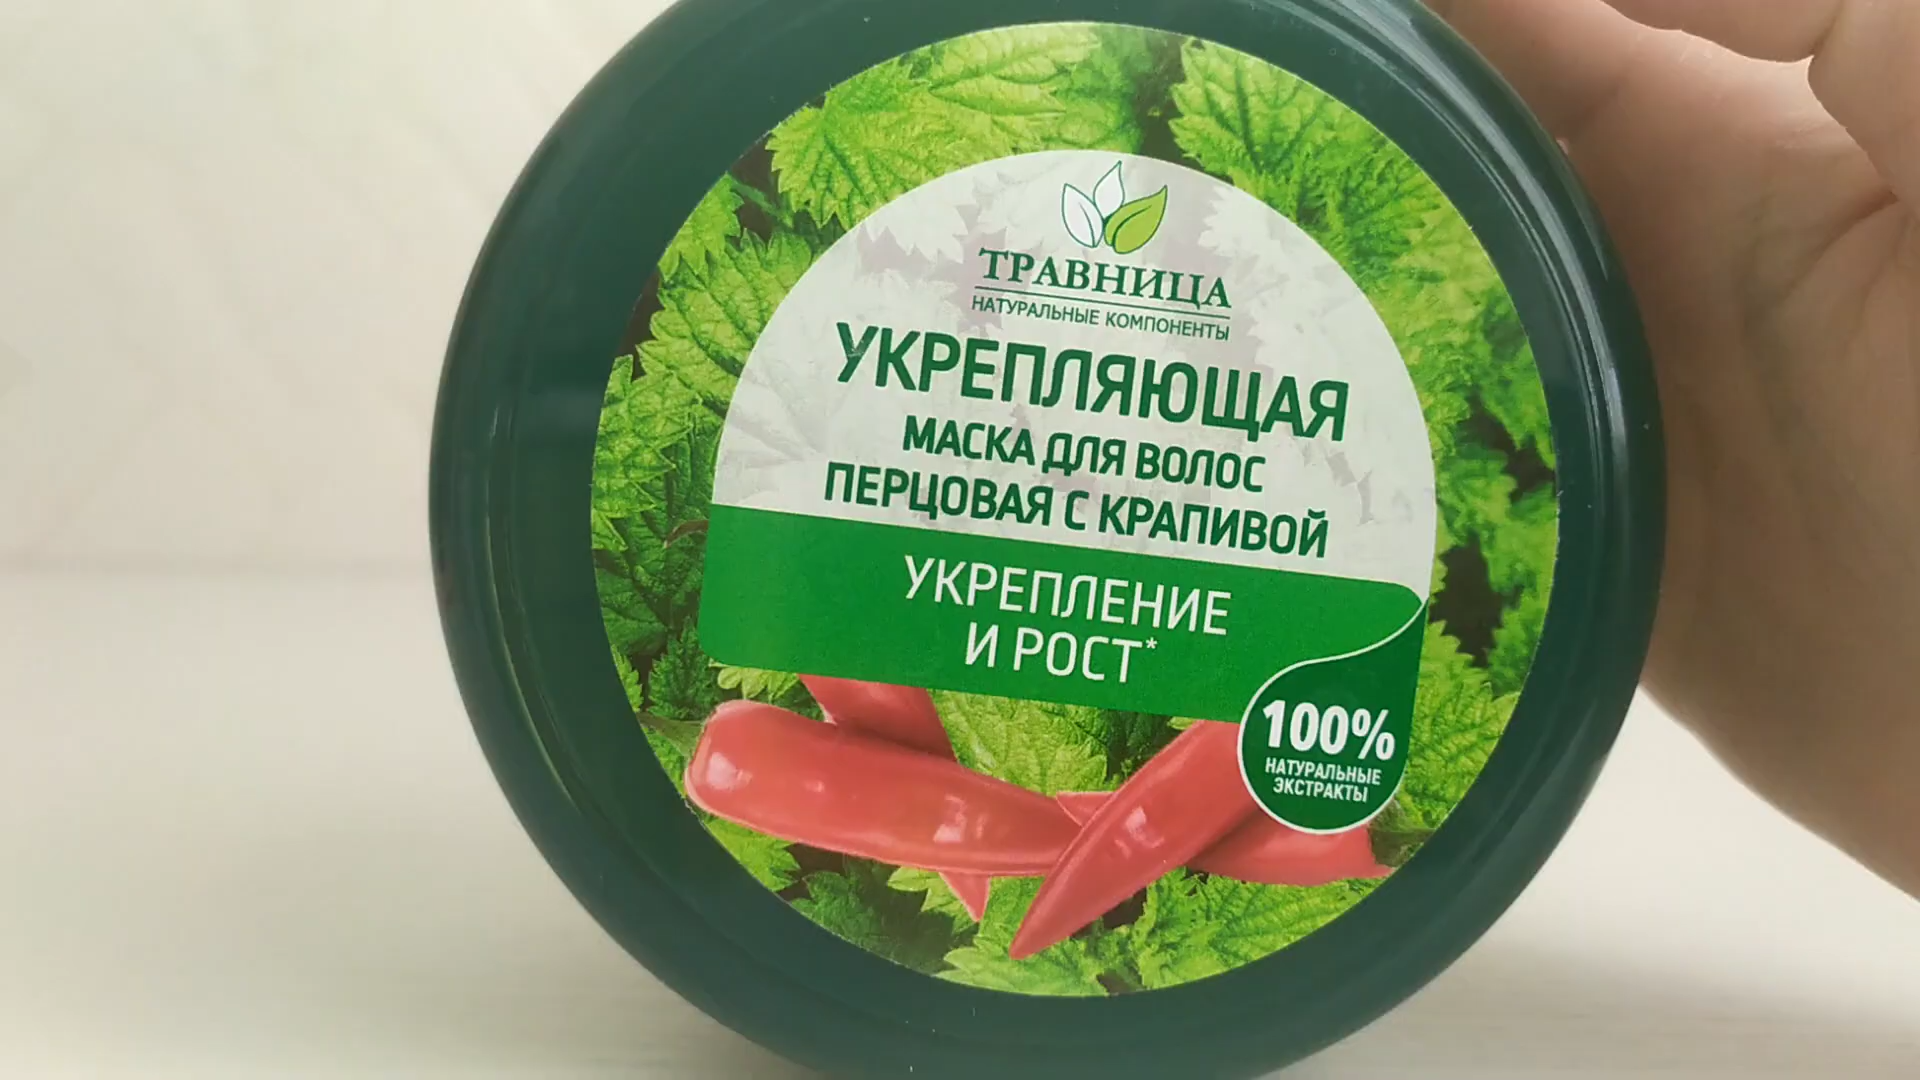 ТРАВНИЦА
НАТУРАЛЬНЫЕ КОМПОНЕНТЫ
УКРЕПЛЯЮЩАЯ
МАСКА ДЛЯ ВОЛОС
ПЕРЦОВАЯ С КРАПИВОЙ
УКРЕПЛЕНИЕ
И РОСТ*
100%
НАТУРАЛЬНЫЕ
ЭКСТРАКТЫ